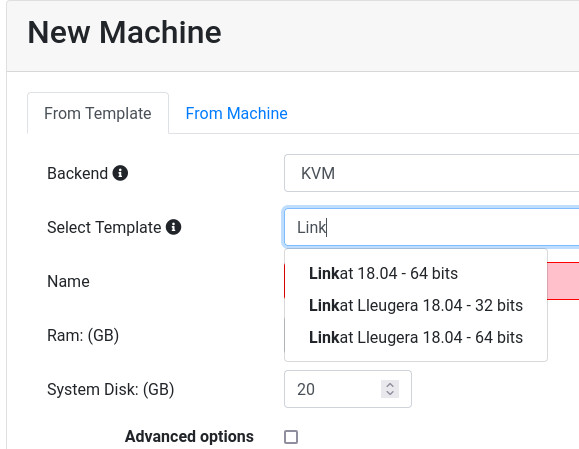 New Machine
From Template From Machine
Backend KVM
Select Template Link
Linkat 18.04 - 64 bits
Name
Linkat Lleugera 18.04 - 32 bits
Ram: (GB)
Linkat Lleugera 18.04 - 64 bits
System Disk: (GB) 20
Advanced options